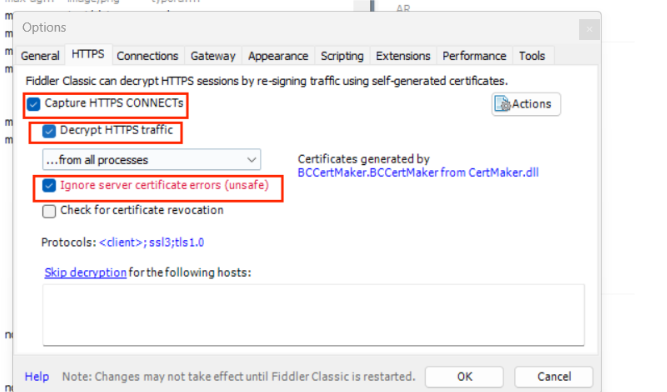 AR
Options
General HTTPS Connections Gateway Appearance Scripting Extensions Performance Tools
Fiddler Classic can decrypt HTTPS sessions by re-signing traffic using self-generated certificates.
Capture HTTPS CONNECTs
Actions
Decrypt HTTPS traffic
...from all processes
Certificates generated by
BCCertMaker.BCCertMaker from CertMaker.dll
Ignore server certificate errors (unsafe)
Check for certificate revocation
Protocols: <client>;ssl3;tls1.0
Skip decryption for the following hosts:
Help Note: Changes may not take effect until Fiddler Classic is restarted. OK Cancel